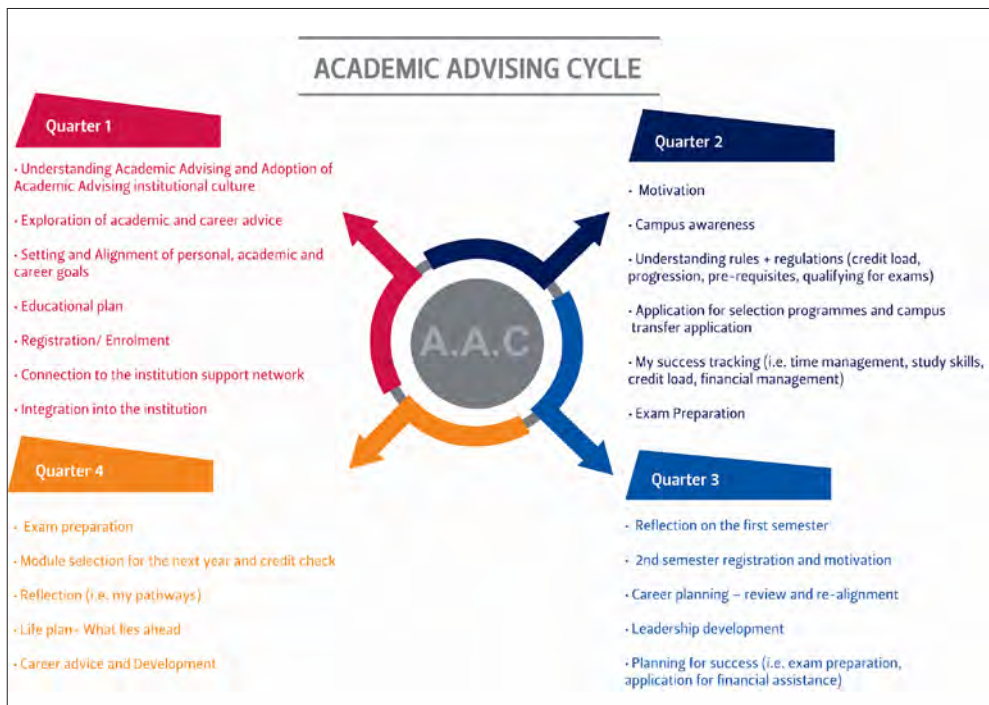 ACADEMIC ADVISING CYCLE
Quarter 1
• Understanding Academic Advising and Adoption of
Academic Advising institutional culture
• Exploration of academic and career advice
• Setting and Alignment of personal, academic and
career goals
• Educational plan
• Registration/ Enrolment
• Connection to the institution support network
• Integration into the institution
Quarter 2
• Motivation
• Campus awareness
• Understanding rules + regulations (credit load,
progression, pre-requisites, qualifying for exams)
• Application for selection programmes and campus
transfer application
• My success tracking (i.e. time management, study skills,
credit load, financial management)
• Exam Preparation
A.A.C
Quarter 4
• Exam preparation
• Module selection for the next year and credit check
• Reflection (i.e. my pathways)
• Life plan- What lies ahead
• Career advice and Development
Quarter 3
• Reflection on the first semester
• 2nd semester registration and motivation
• Career planning – review and re-alignment
• Leadership development
• Planning for success (i.e. exam preparation,
application for financial assistance)